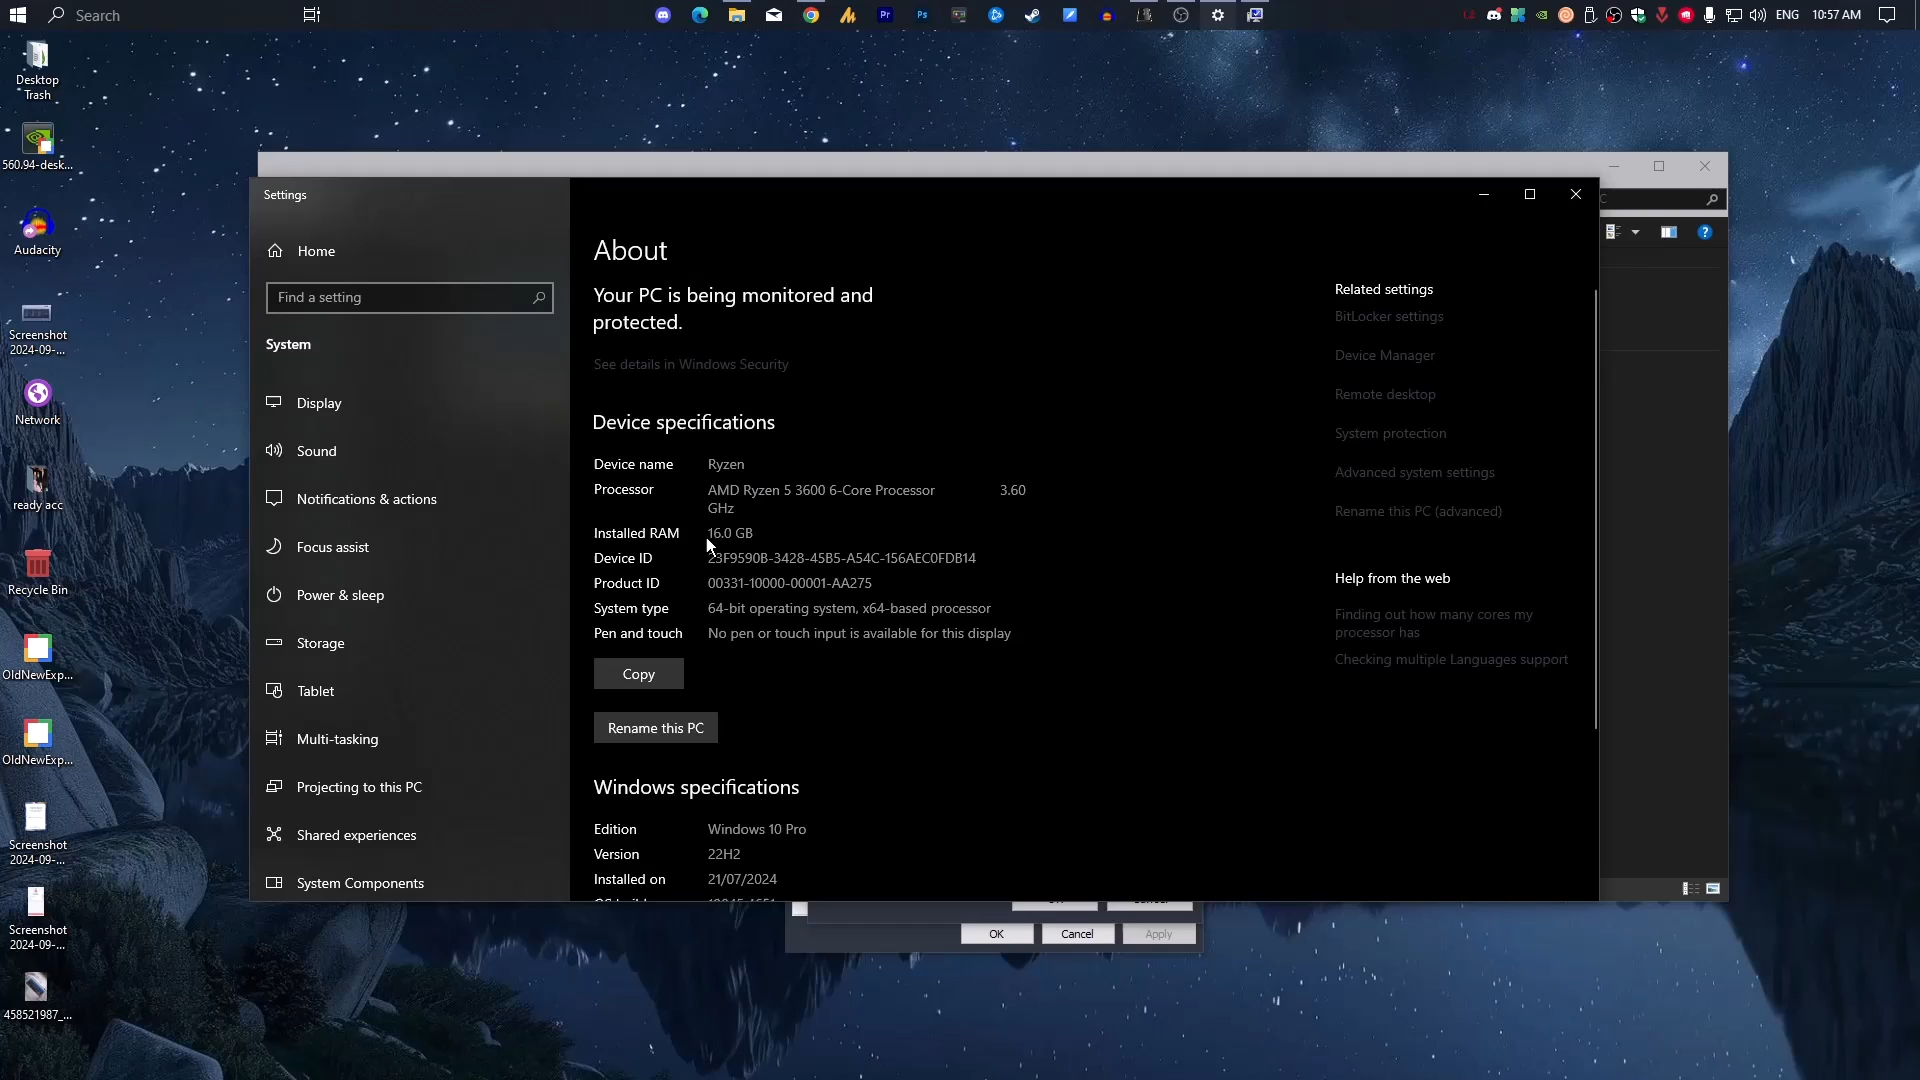 Search
ENG
10:57 AM
Desktop
Trash
560.94-desk...
Audacity
Screenshot
2024-09-...
Network
ready acc
Recycle Bin
OldNewExp...
OldNewExp...
Screenshot
2024-09-...
Screenshot
2024-09-...
458521987_...
Settings
Home
Find a setting
System
Display
Sound
Notifications & actions
Focus assist
Power & sleep
Storage
Tablet
Multi-tasking
Projecting to this PC
Shared experiences
System Components
About
Your PC is being monitored and
protected.
See details in Windows Security
Device specifications
Device name Ryzen
Processor AMD Ryzen 5 3600 6-Core Processor 3.60
GHz
Installed RAM 16.0 GB
Device ID 23F9590B-3428-45B5-A54C-156AEC0FDB14
Product ID 00331-10000-00001-AA275
System type 64-bit operating system, x64-based processor
Pen and touch No pen or touch input is available for this display
Copy
Rename this PC
Windows specifications
Edition Windows 10 Pro
Version 22H2
Installed on 21/07/2024
Related settings
BitLocker settings
Device Manager
Remote desktop
System protection
Advanced system settings
Rename this PC (advanced)
Help from the web
Finding out how many cores my
processor has
Checking multiple Languages support
OK Cancel Apply